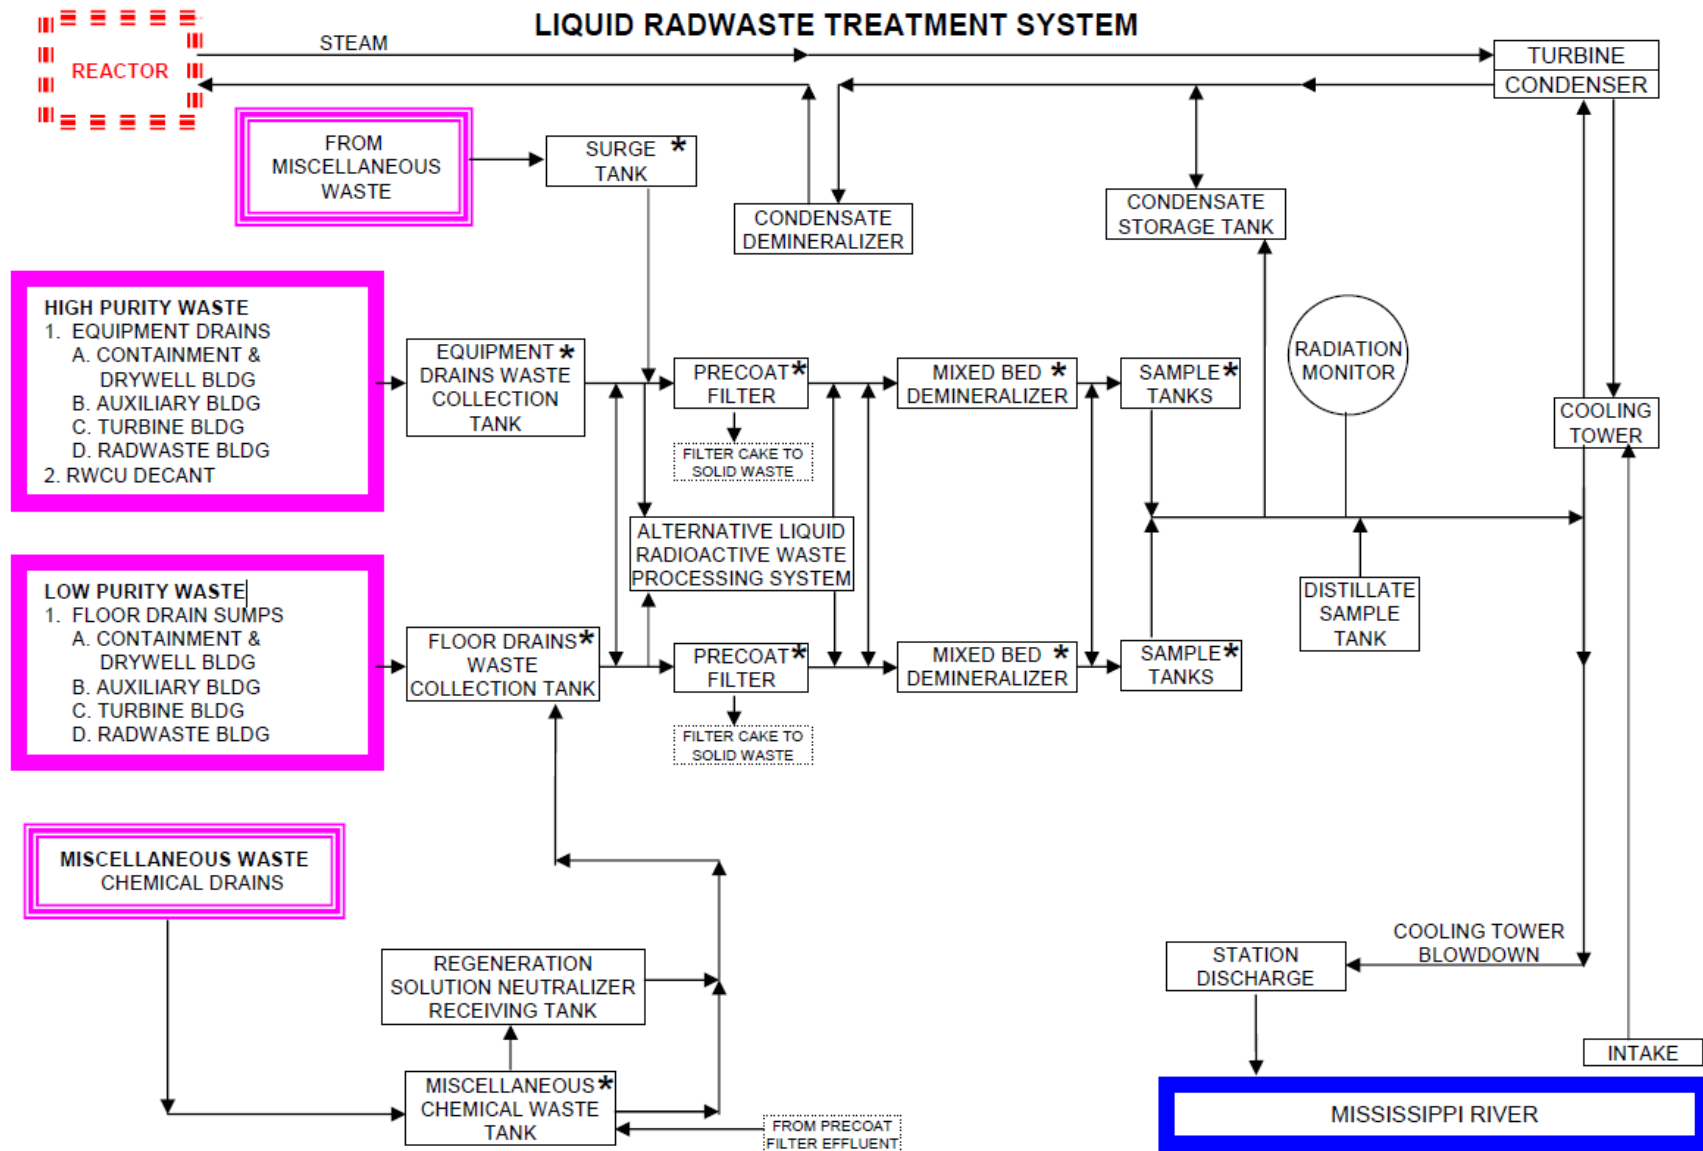 LIQUID RADWASTE TREATMENT SYSTEM
STEAM
REACTOR
TURBINE
CONDENSER
FROM
MISCELLANEOUS
WASTE
SURGE *
TANK
CONDENSATE
DEMINERALIZER
CONDENSATE
STORAGE TANK
HIGH PURITY WASTE
1. EQUIPMENT DRAINS
A. CONTAINMENT &
DRYWELL BLDG
B. AUXILIARY BLDG
C. TURBINE BLDG
D. RADWASTE BLDG
2. RWCU DECANT
EQUIPMENT *
DRAINS WASTE
COLLECTION
TANK
PRECOAT *
FILTER
FILTER CAKE TO
SOLID WASTE
MIXED BED *
DEMINERALIZER
SAMPLE *
TANKS
RADIATION
MONITOR
COOLING
TOWER
ALTERNATIVE LIQUID
RADIOACTIVE WASTE
PROCESSING SYSTEM
LOW PURITY WASTE
1. FLOOR DRAIN SUMPS
A. CONTAINMENT &
DRYWELL BLDG
B. AUXILIARY BLDG
C. TURBINE BLDG
D. RADWASTE BLDG
FLOOR DRAINS *
WASTE
COLLECTION TANK
PRECOAT *
FILTER
FILTER CAKE TO
SOLID WASTE
MIXED BED *
DEMINERALIZER
SAMPLE *
TANKS
DISTILLATE
SAMPLE
TANK
MISCELLANEOUS WASTE
CHEMICAL DRAINS
REGENERATION
SOLUTION NEUTRALIZER
RECEIVING TANK
MISCELLANEOUS *
CHEMICAL WASTE
TANK
FROM PRECOAT
FILTER EFFLUENT
STATION
DISCHARGE
COOLING TOWER
BLOWDOWN
INTAKE
MISSISSIPPI RIVER